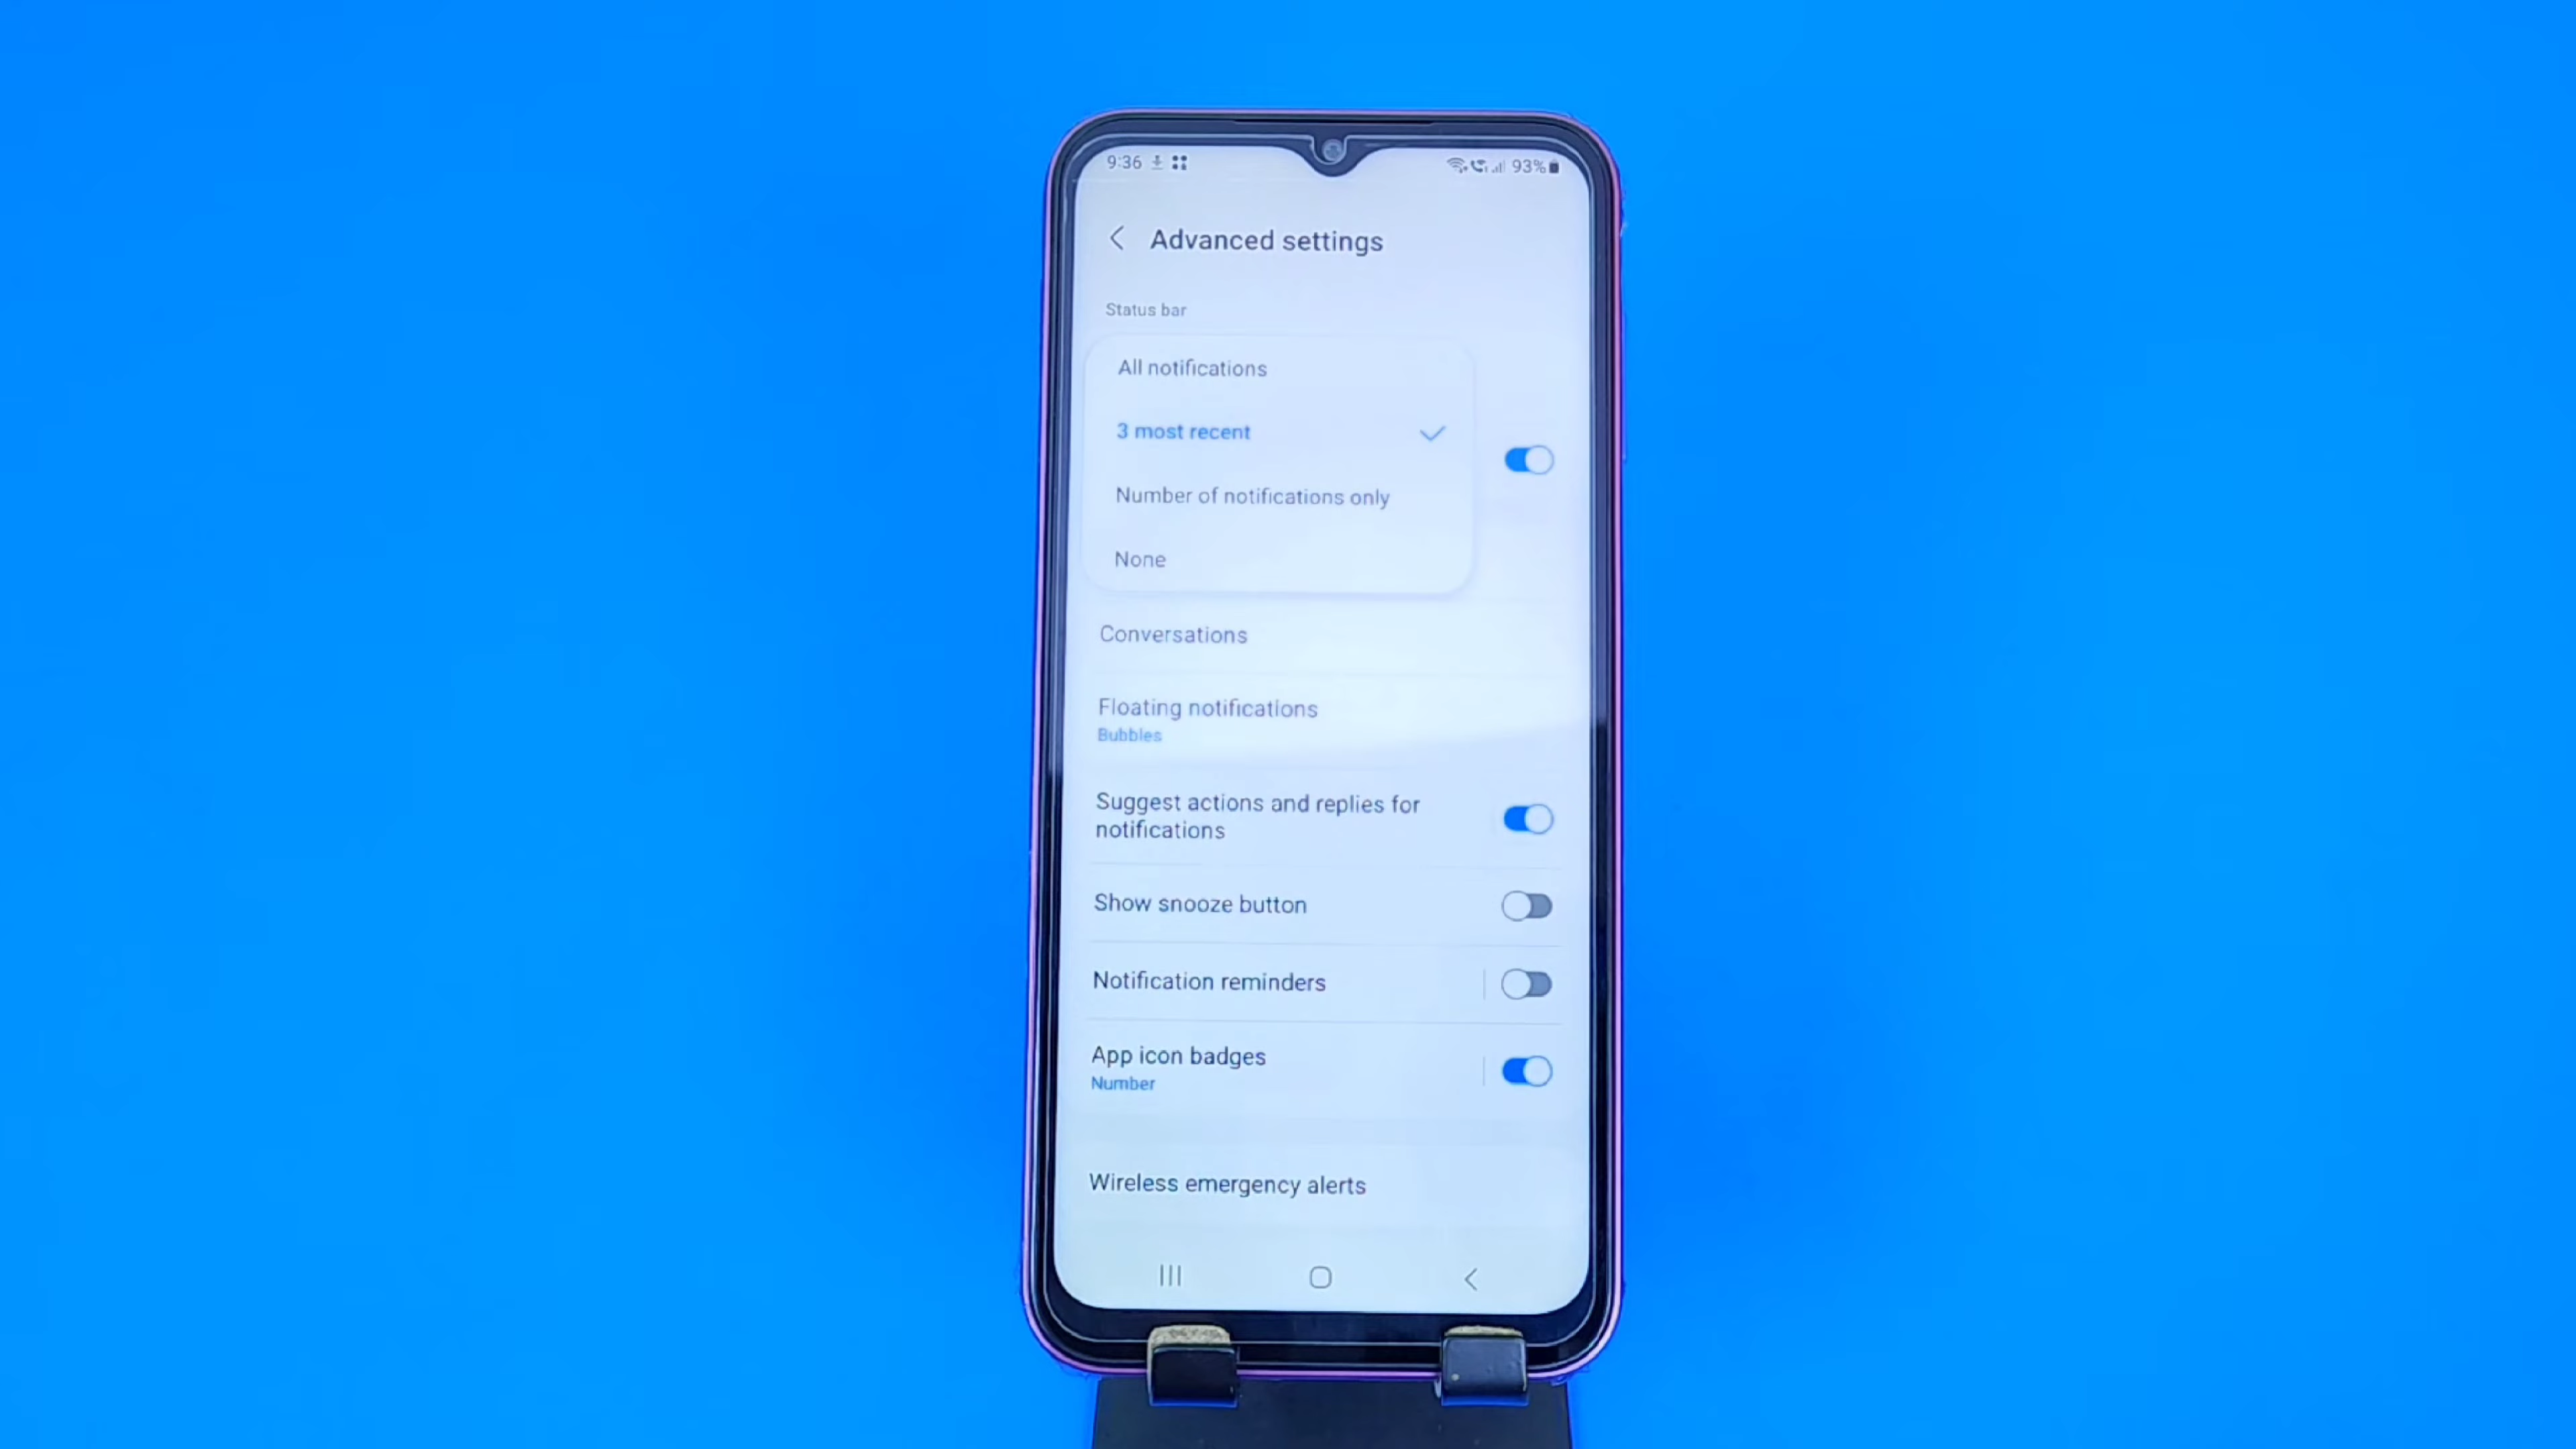 9:36
93%
Advanced settings
Status bar
All notifications
3 most recent
Number of notifications only
None
Conversations
Floating notifications
Bubbles
Suggest actions and replies for
notifications
Show snooze button
Notification reminders
App icon badges
Number
Wireless emergency alerts